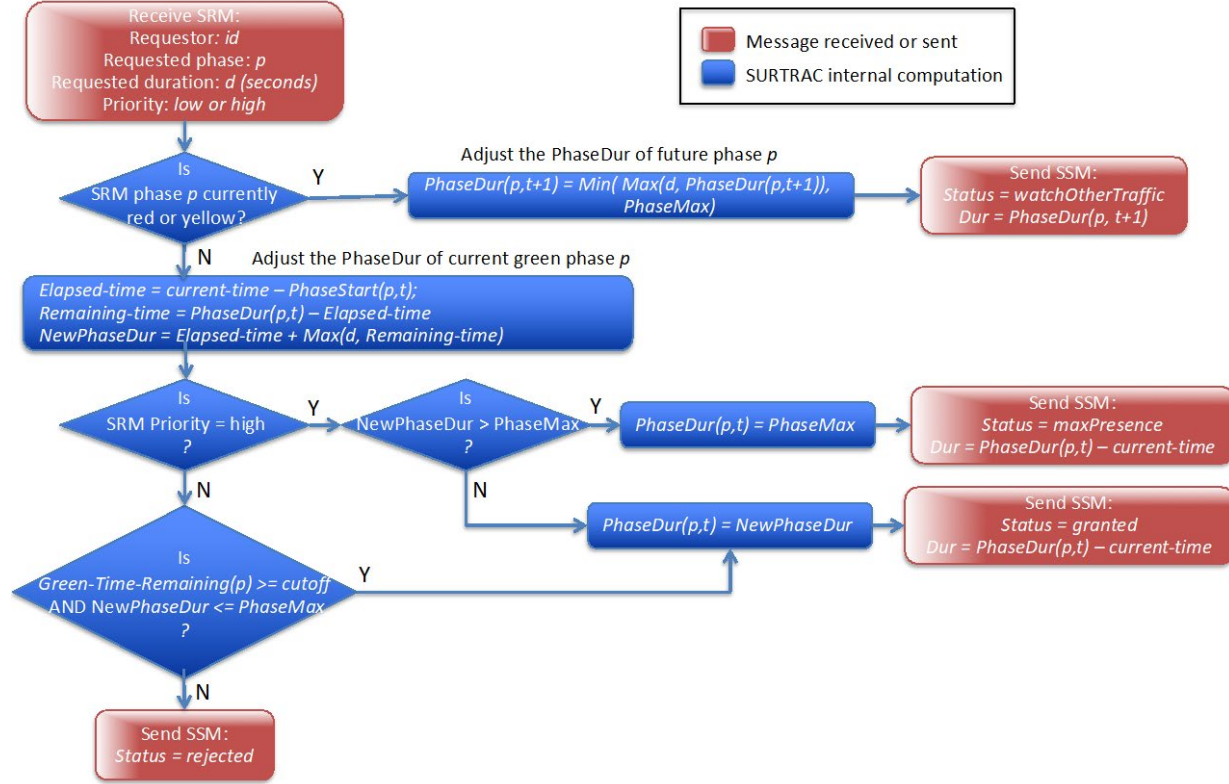 Receive SRM:
Requestor: id
Requested phase: p
Requested duration: d (seconds)
Priority: low or high
Message received or sent
SURTRAC internal computation
Is
SRM phase p currently
red or yellow?
Y
Adjust the PhaseDur of future phase p
PhaseDur(p,t+1) = Min( Max(d, PhaseDur(p,t+1)),
PhaseMax)
Send SSM:
Status = watchOtherTraffic
Dur = PhaseDur(p, t+1)
N
Adjust the PhaseDur of current green phase p
Elapsed-time = current-time – PhaseStart(p,t);
Remaining-time = PhaseDur(p,t) – Elapsed-time
NewPhaseDur = Elapsed-time + Max(d, Remaining-time)
Is
SRM Priority = high
?
Y
Is
NewPhaseDur > PhaseMax
?
Y
PhaseDur(p,t) = PhaseMax
Send SSM:
Status = maxPresence
Dur = PhaseDur(p,t) – current-time
N
N
PhaseDur(p,t) = NewPhaseDur
Send SSM:
Status = granted
Dur = PhaseDur(p,t) – current-time
Is
Green-Time-Remaining(p) >= cutoff
AND NewPhaseDur <= PhaseMax
?
Y
N
Send SSM:
Status = rejected